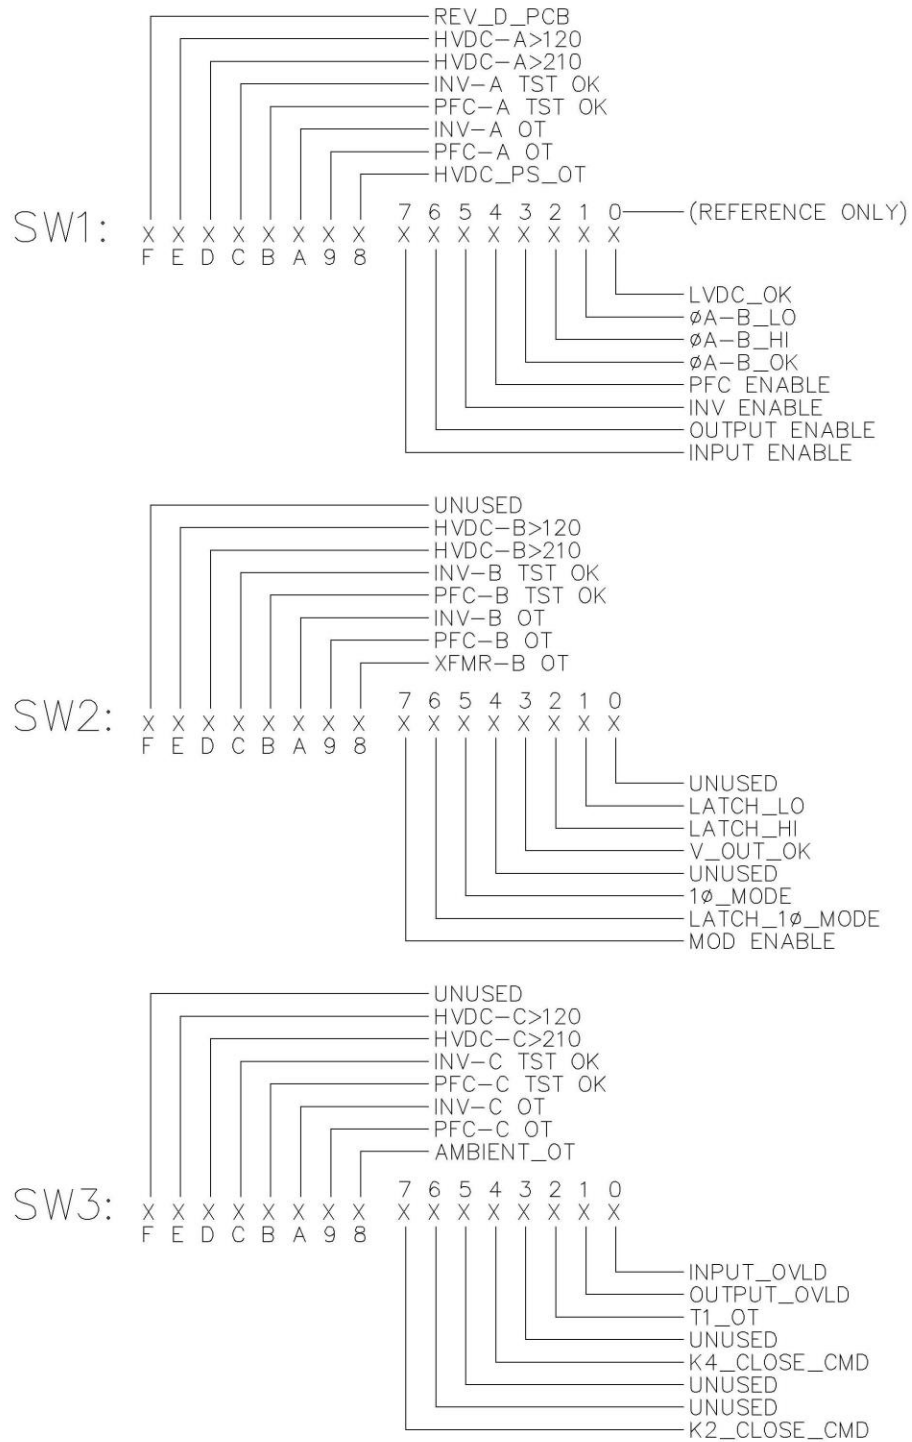 REV_D_PCB
HVDC-A>120
HVDC-A>210
INV-A TST OK
PFC-A TST OK
INV-A OT
PFC-A OT
HVDC_PS_OT
7 6 5 4 3 2 1 0 (REFERENCE ONLY)
SW1: X X X X X X X X X X X X X X X X
F E D C B A 9 8
LVDC_OK
øA-B_LO
øA-B_HI
øA-B_OK
PFC ENABLE
INV ENABLE
OUTPUT ENABLE
INPUT ENABLE
UNUSED
HVDC-B>120
HVDC-B>210
INV-B TST OK
PFC-B TST OK
INV-B OT
PFC-B OT
XFMR-B OT
7 6 5 4 3 2 1 0
SW2: X X X X X X X X X X X X X X X X
F E D C B A 9 8
UNUSED
LATCH_LO
LATCH_HI
V_OUT_OK
UNUSED
1ø_MODE
LATCH_1ø_MODE
MOD ENABLE
UNUSED
HVDC-C>120
HVDC-C>210
INV-C TST OK
PFC-C TST OK
INV-C OT
PFC-C OT
AMBIENT_OT
7 6 5 4 3 2 1 0
SW3: X X X X X X X X X X X X X X X X
F E D C B A 9 8
INPUT_OVLD
OUTPUT_OVLD
T1_OT
UNUSED
K4_CLOSE_CMD
UNUSED
UNUSED
K2_CLOSE_CMD